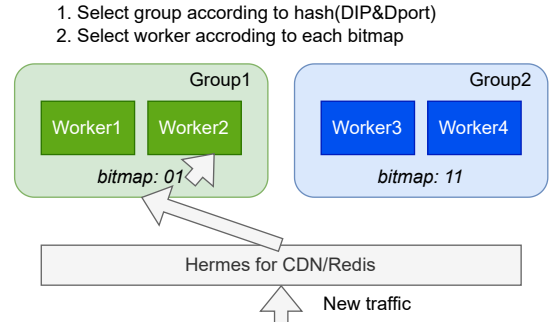 1. Select group according to hash(DIP&Dport)
2. Select worker accroding to each bitmap
Group1
Group2
Worker1
Worker2
Worker3
Worker4
bitmap: 01
bitmap: 11
Hermes for CDN/Redis
New traffic